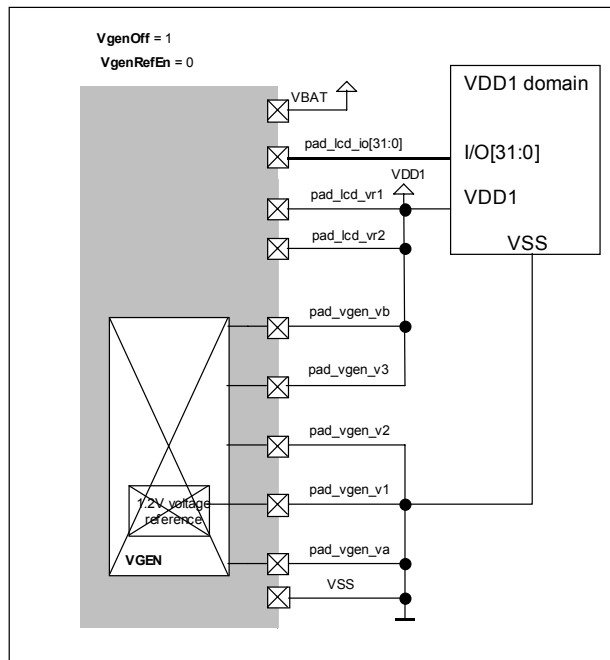 VgenOff = 1
VgenRefEn = 0
VBAT
VDD1 domain
pad_lcd_io[31:0]
I/O[31:0]
VDD1
pad_lcd_vr1
VDD1
pad_lcd_vr2
VSS
pad_vgen_vb
pad_vgen_v3
pad_vgen_v2
pad_vgen_v1
1.2V voltage
reference
pad_vgen_va
VGEN
VSS